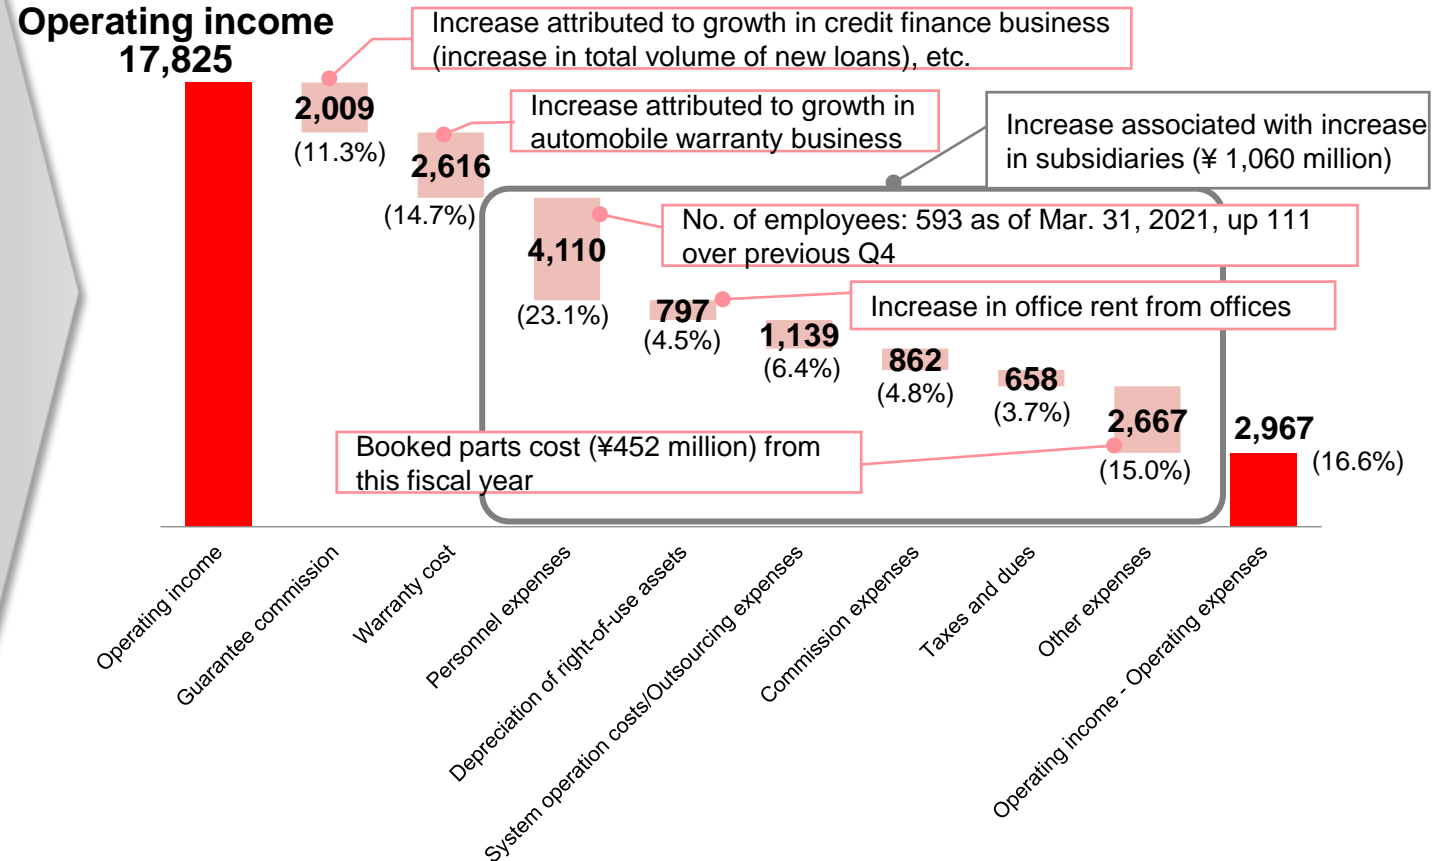 Operating income
17,825
Increase attributed to growth in credit finance business
(increase in total volume of new loans), etc.
2,009
(11.3%)
Increase attributed to growth in
automobile warranty business
2,616
(14.7%)
Increase associated with increase
in subsidiaries (¥ 1,060 million)
4,110
(23.1%)
No. of employees: 593 as of Mar. 31, 2021, up 111
over previous Q4
797
(4.5%)
Increase in office rent from offices
1,139
(6.4%)
862
(4.8%)
658
(3.7%)
2,667
(15.0%)
Booked parts cost (¥452 million) from
this fiscal year
2,967
(16.6%)
Operating income
Guarantee commission
Warranty cost
Personnel expenses
Depreciation of right-of-use assets
System operation costs/Outsourcing expenses
Commission expenses
Taxes and dues
Other expenses
Operating income - Operating expenses